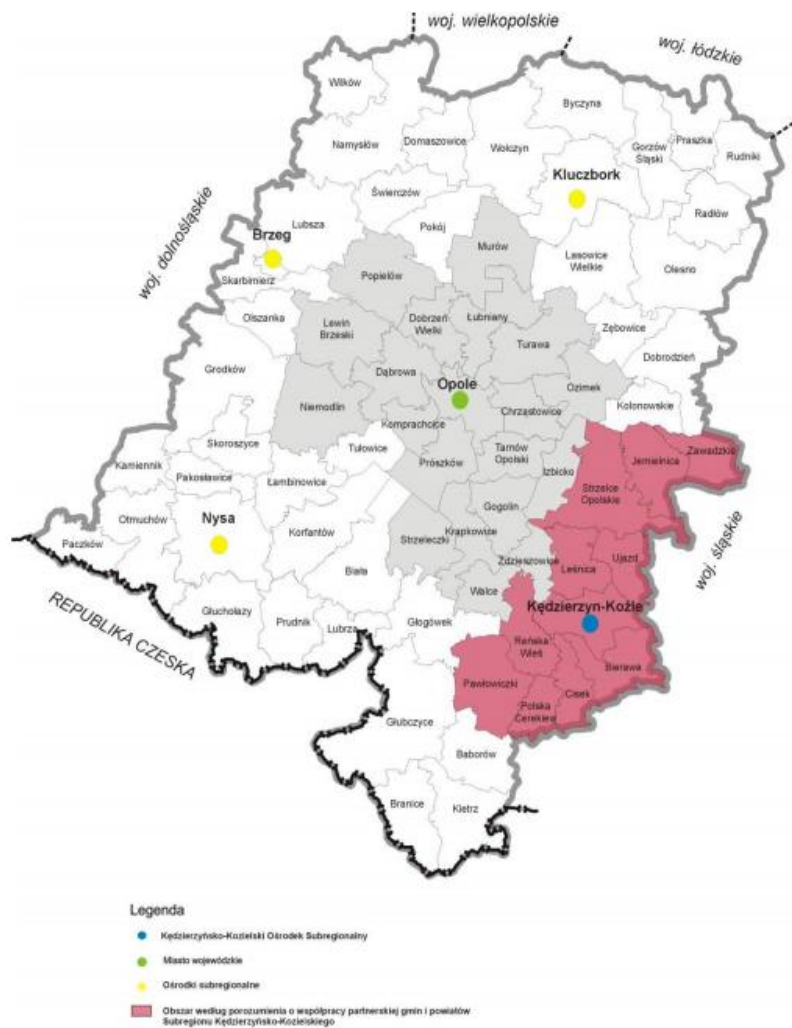 woj. wielkopolskie
woj. łódzkie
Wilków
Byczyna
Namysłów
Domaszowice
Wołczyn
Gorzów
Śląski
Praszka
Rudniki
Kluczbork
Świerczów
Radłów
woj. dolnośląskie
Brzeg
Lubsza
Pokój
Murów
Lasowice
Wielkie
Olesno
Skarbimierz
Popielów
Olszanka
Lewin
Brzeski
Dobrzeń
Wielki
Łubniany
Turawa
Zębowice
Dobrodzień
Grodków
Dąbrowa
Opole
Ozimek
Niemodlin
Chrząstowice
Kolonowskie
Komprachcice
Skoroszyce
Tułowice
Tarnów
Opolski
Izbicko
Jemielnica
Zawadzkie
Kamiennik
Pakosławice
Łambinowice
Prószków
Strzelce
Opolskie
Otmuchów
Nysa
Korfantów
Gogolin
Paczków
Strzeleczki
Krapkowice
Zdzieszowice
Leśnica
Ujazd
woj. śląskie
Biała
Walce
Kędzierzyn-Koźle
REPUBLIKA CZESKA
Głuchołazy
Prudnik
Lubrza
Głogówek
Reńska
Wieś
Bierawa
Pawłowiczki
Cisek
Polska
Cerekiew
Głubczyce
Baborów
Branice
Kietrz
Legenda
Kędzierzyńsko-Kozielski Ośrodek Subregionalny
Miasto wojewódzkie
Ośrodki subregionalne
Obszar według porozumienia o współpracy partnerskiej gmin i powiatów
Subregionu Kędzierzyńsko-Kozielskiego